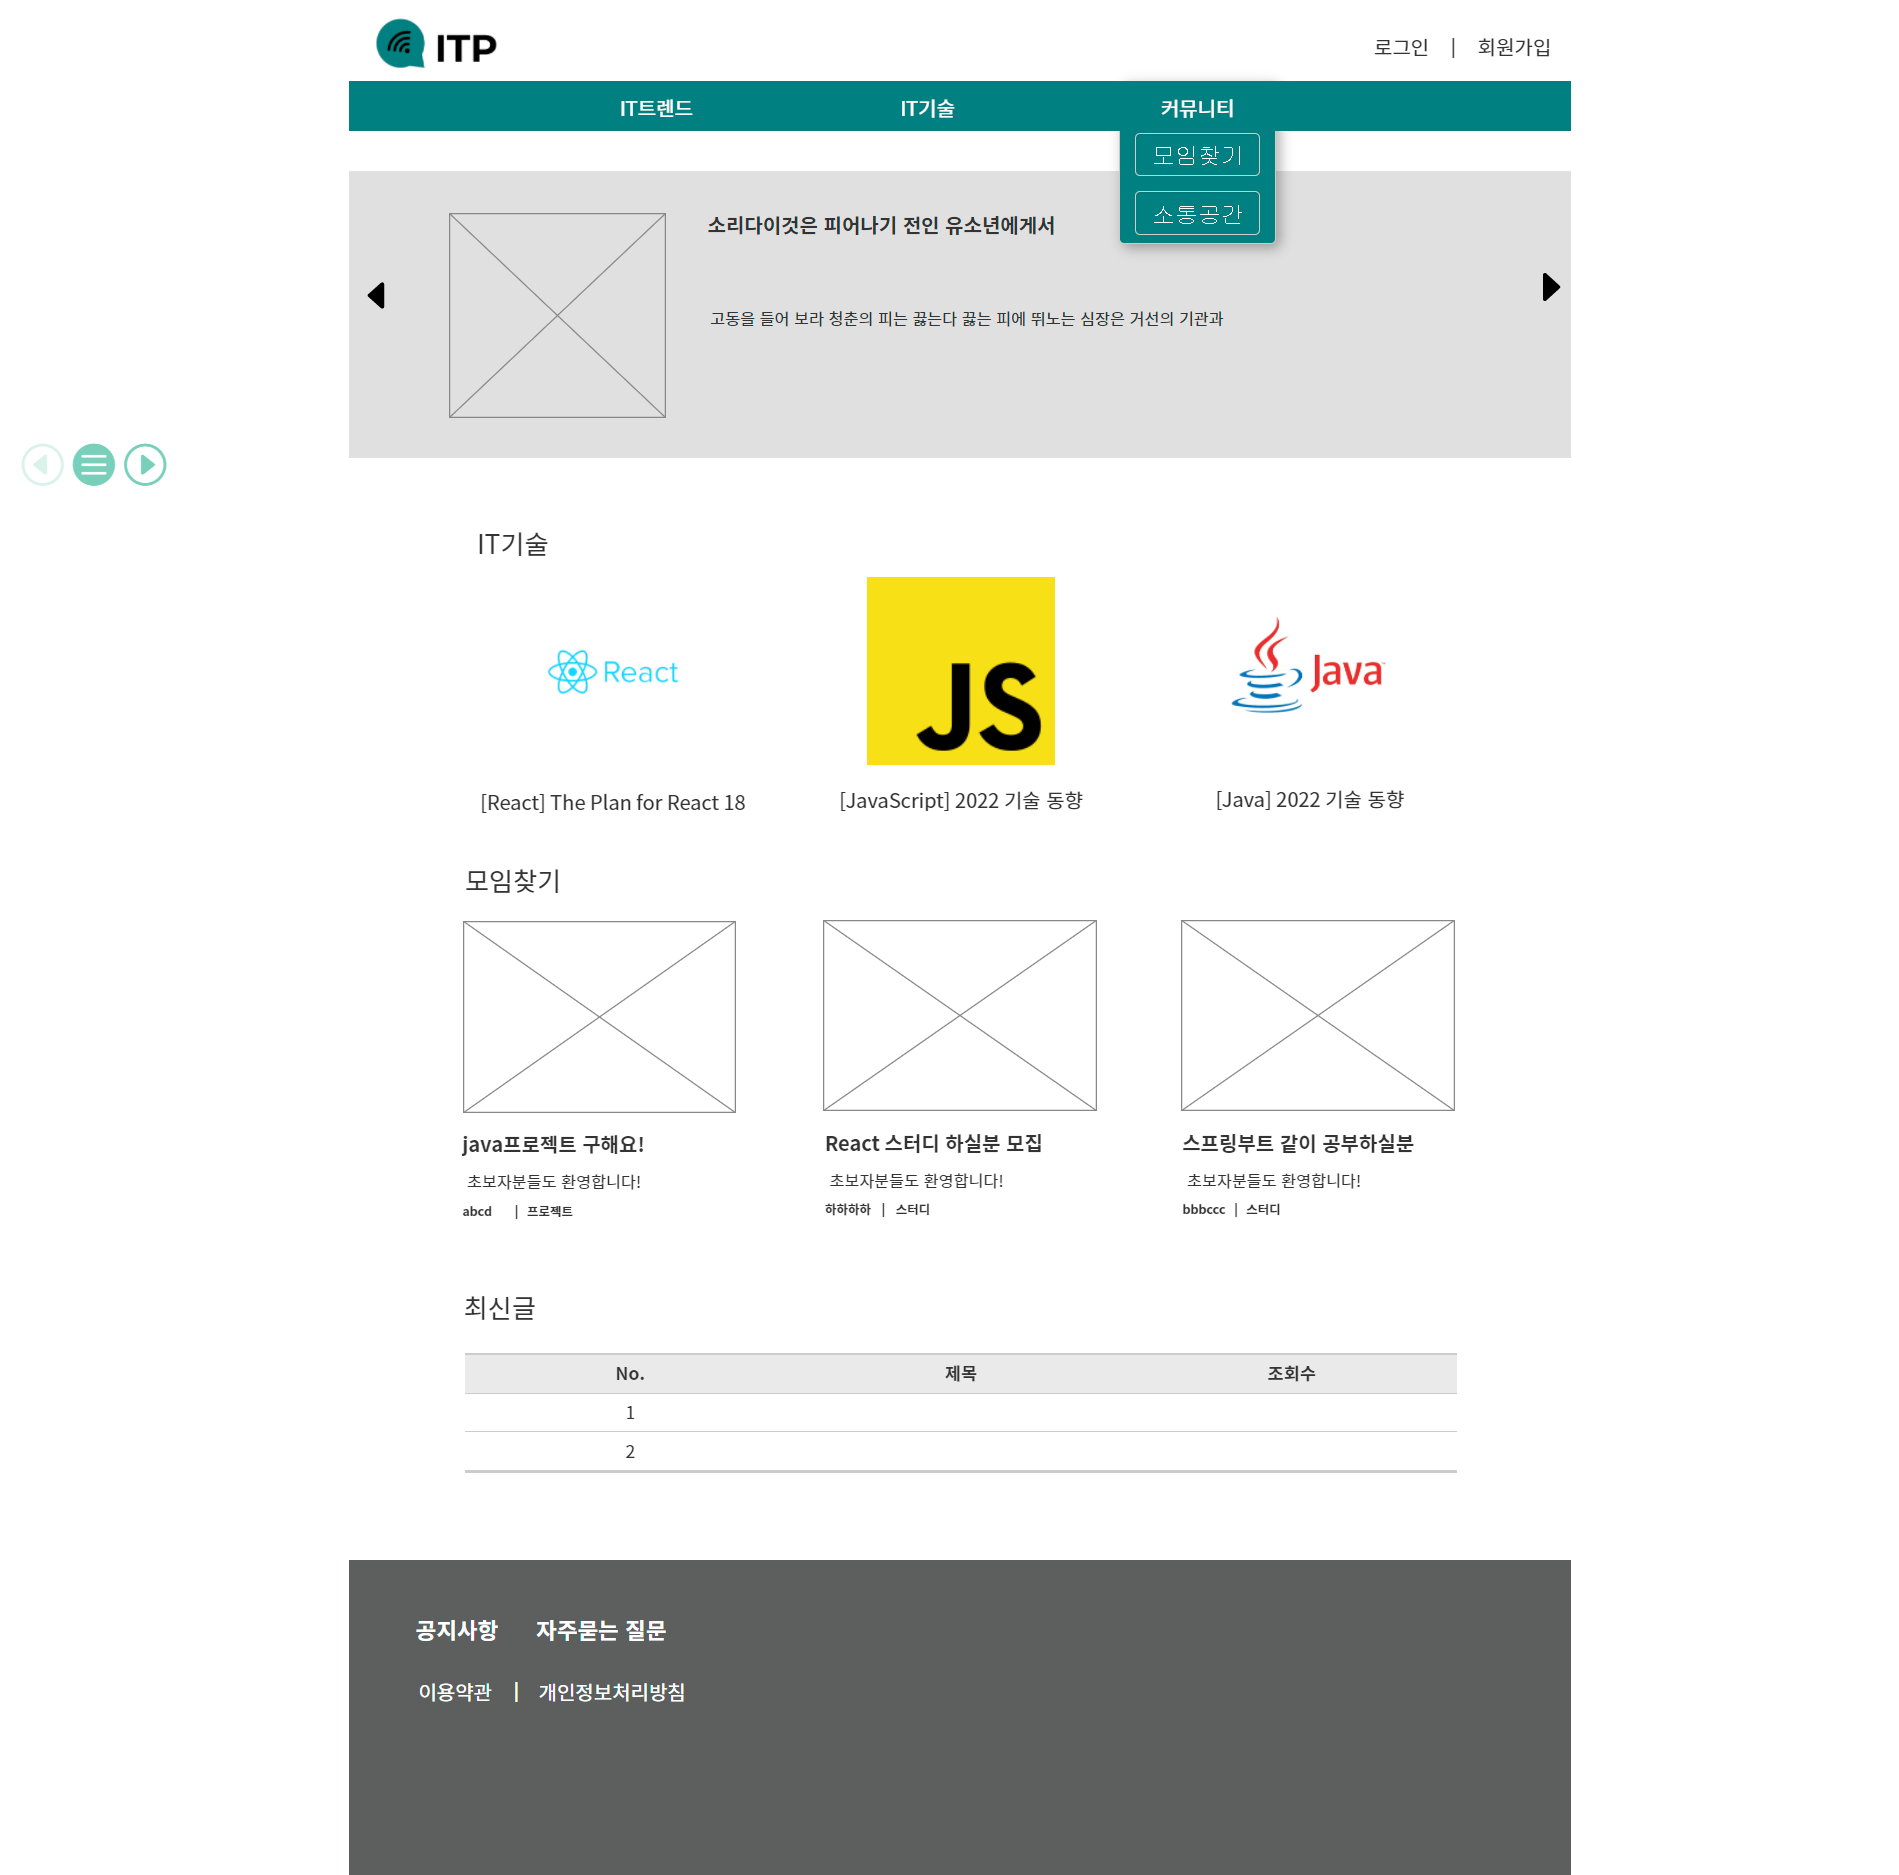 ITP
로그인 | 회원가입
IT트렌드 IT기술 커뮤니티
모임찾기
소통공간
소리다이것은 피어나기 전인 유소년에게서
고동을 들어 보라 청춘의 피는 끓는다 끓는 피에 뛰노는 심장은 거선의 기관과
IT기술
React
JS
Java
[React] The Plan for React 18
[JavaScript] 2022 기술 동향
[Java] 2022 기술 동향
모임찾기
java프로젝트 구해요!
초보자분들도 환영합니다!
abcd | 프로젝트
React 스터디 하실분 모집
초보자분들도 환영합니다!
하하하하 | 스터디
스프링부트 같이 공부하실분
초보자분들도 환영합니다!
bbbccc | 스터디
최신글
No. 제목 조회수
1
2
공지사항 자주묻는 질문
이용약관 | 개인정보처리방침